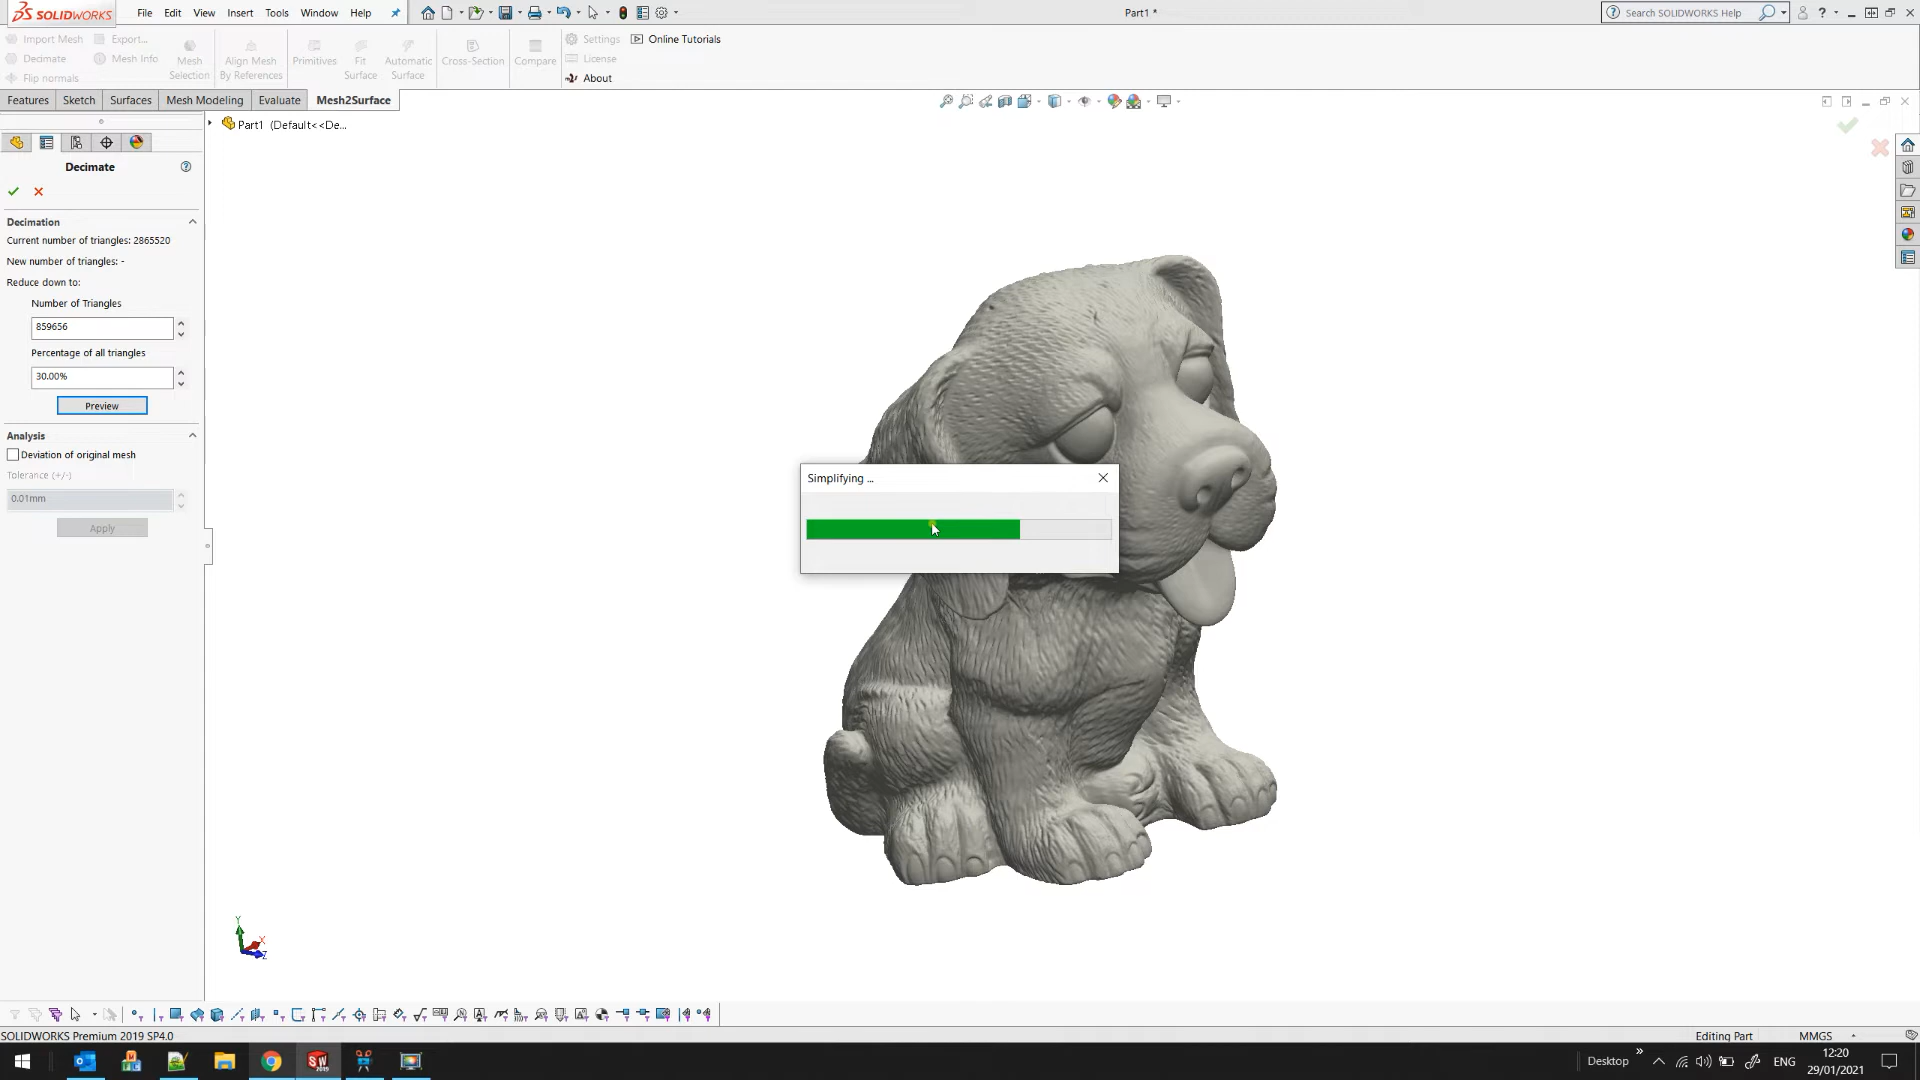 SOLIDWORKS
File Edit View Insert Tools Window Help
Part1 *
Search SOLIDWORKS Help
Import Mesh
Export...
Decimate
Mesh Info
Flip normals
Mesh
Selection
Align Mesh
By References
Primitives
Fit
Surface
Automatic
Surface
Cross-Section
Compare
Settings
License
About
Online Tutorials
Features Sketch Surfaces Mesh Modeling Evaluate Mesh2Surface
Part1 (Default<<De...
Decimate
Decimation
Current number of triangles: 2865520
New number of triangles: -
Reduce down to:
Number of Triangles
859656
Percentage of all triangles
30.00%
Preview
Analysis
Deviation of original mesh
Tolerance (+/-)
0.01mm
Apply
Simplifying ...
Y
X
Z
SOLIDWORKS Premium 2019 SP4.0
Editing Part
MMGS
Desktop
ENG
12:20
29/01/2021